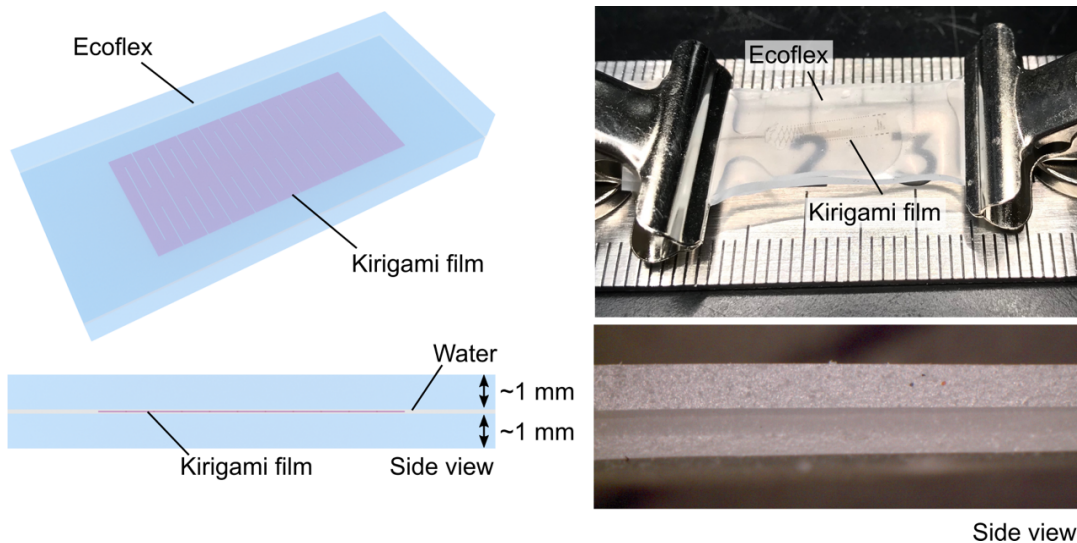 Ecoflex
Kirigami film
Water
~1 mm
~1 mm
Kirigami film
Side view
Ecoflex
2 3
Kirigami film
Side view